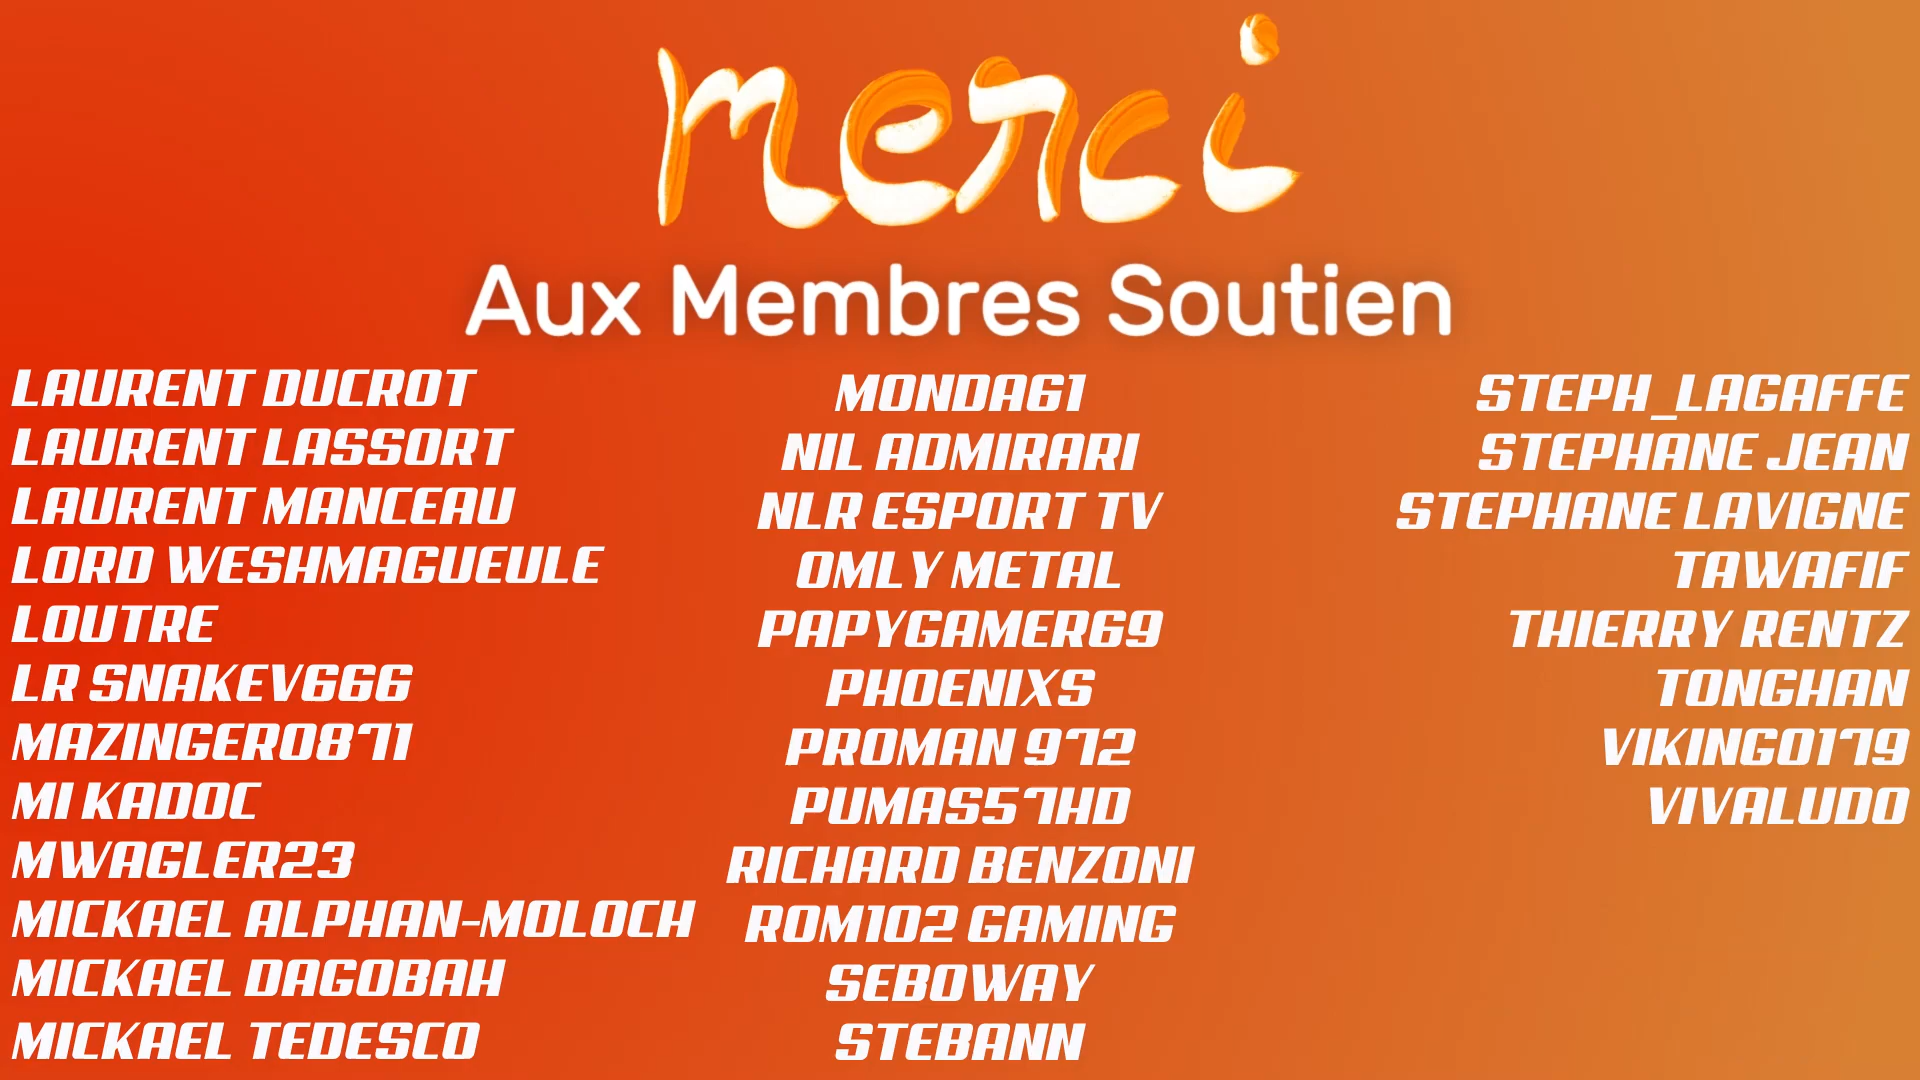 merci
Aux Membres Soutien
LAURENT DUCROT
LAURENT LASSORT
LAURENT MANCEAU
LORD WESHMAGUEULE
LOUTRE
LR SNAKEV666
MAZINGER0871
MI KADOC
MWAGLER23
MICKAEL ALPHAN-MOLOCH
MICKAEL DAGOBAH
MICKAEL TEDESCO
MONDA61
NIL ADMIRARI
NLR ESPORT TV
OMLY METAL
PAPYGAMER69
PHOENIXS
PROMAN 972
PUMAS57HD
RICHARD BENZONI
ROM102 GAMING
SEBOWAY
STEBANN
STEPH_LAGAFFE
STEPHANE JEAN
STEPHANE LAVIGNE
TAWAFIF
THIERRY RENTZ
TONGHAN
VIKING0179
VIVALUDO